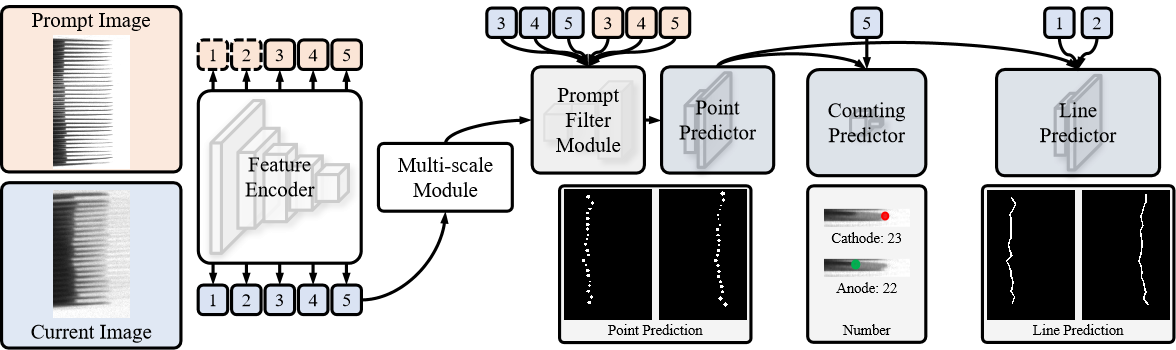 Prompt Image
1 2 3 4 5
Feature
Encoder
1 2 3 4 5
Current Image
Multi-scale
Module
3 4 5 3 4 5
Prompt
Filter
Module
Point
Predictor
5
Counting
Predictor
1 2
Line
Predictor
Point Prediction
Cathode: 23
Anode: 22
Number
Line Prediction